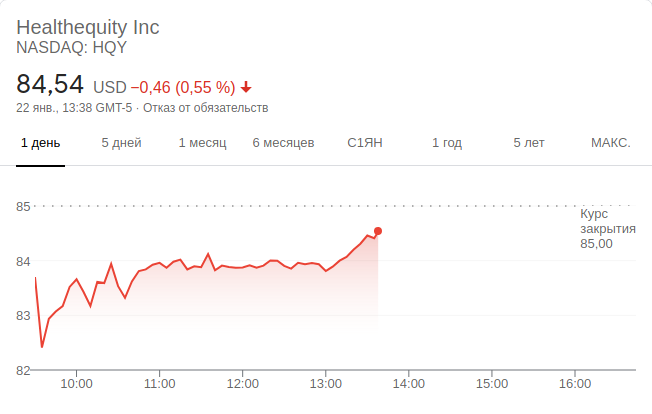 Healthequity Inc
NASDAQ: HQY
84,54 USD −0,46 (0,55 %)
22 янв., 13:38 GMT-5 · Отказ от обязательств
1 день 5 дней 1 месяц 6 месяцев С1ЯН 1 год 5 лет МАКС.
85
Курс
закрытия
85,00
84
83
82
10:00 11:00 12:00 13:00 14:00 15:00 16:00